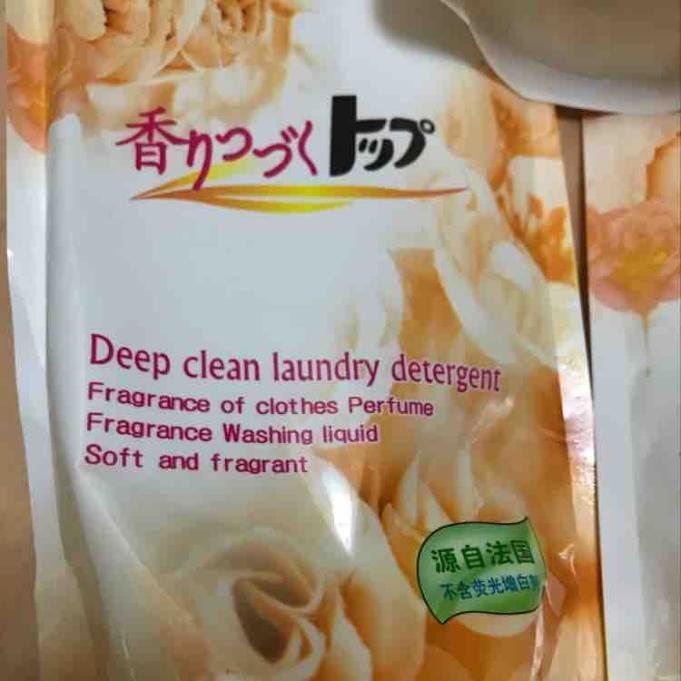 香りつづくトップ
Deep clean laundry detergent
Fragrance of clothes Perfume
Fragrance Washing liquid
Soft and fragrant
源自法国
不含荧光增白剂